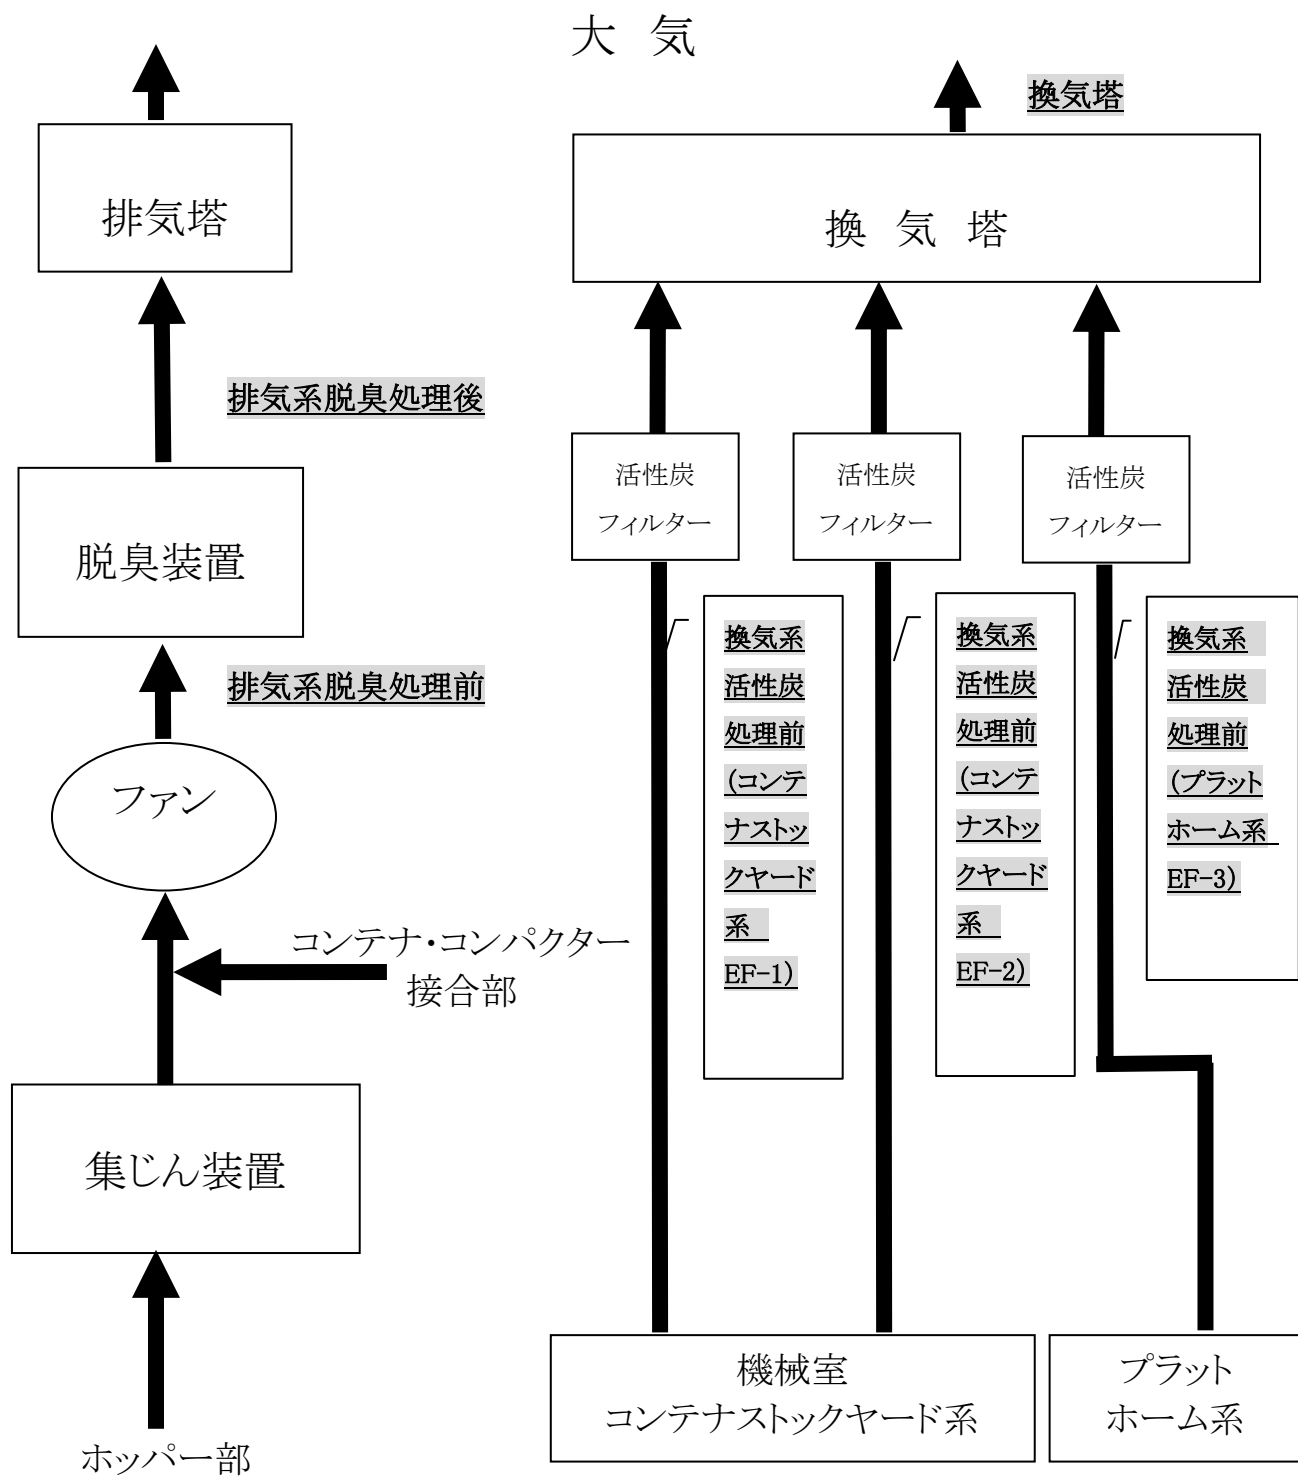 大　気
換気塔
排気塔
換　気　塔
排気系脱臭処理後
活性炭
フィルター
活性炭
フィルター
活性炭
フィルター
脱臭装置
換気系
活性炭
処理前
(コンテ
ナストッ
クヤード
系
EF-1)
換気系
活性炭
処理前
(コンテ
ナストッ
クヤード
系
EF-2)
換気系
活性炭
処理前
(プラット
ホーム系
EF-3)
排気系脱臭処理前
ファン
コンテナ・コンパクター
接合部
集じん装置
機械室
コンテナストックヤード系
プラット
ホーム系
ホッパー部